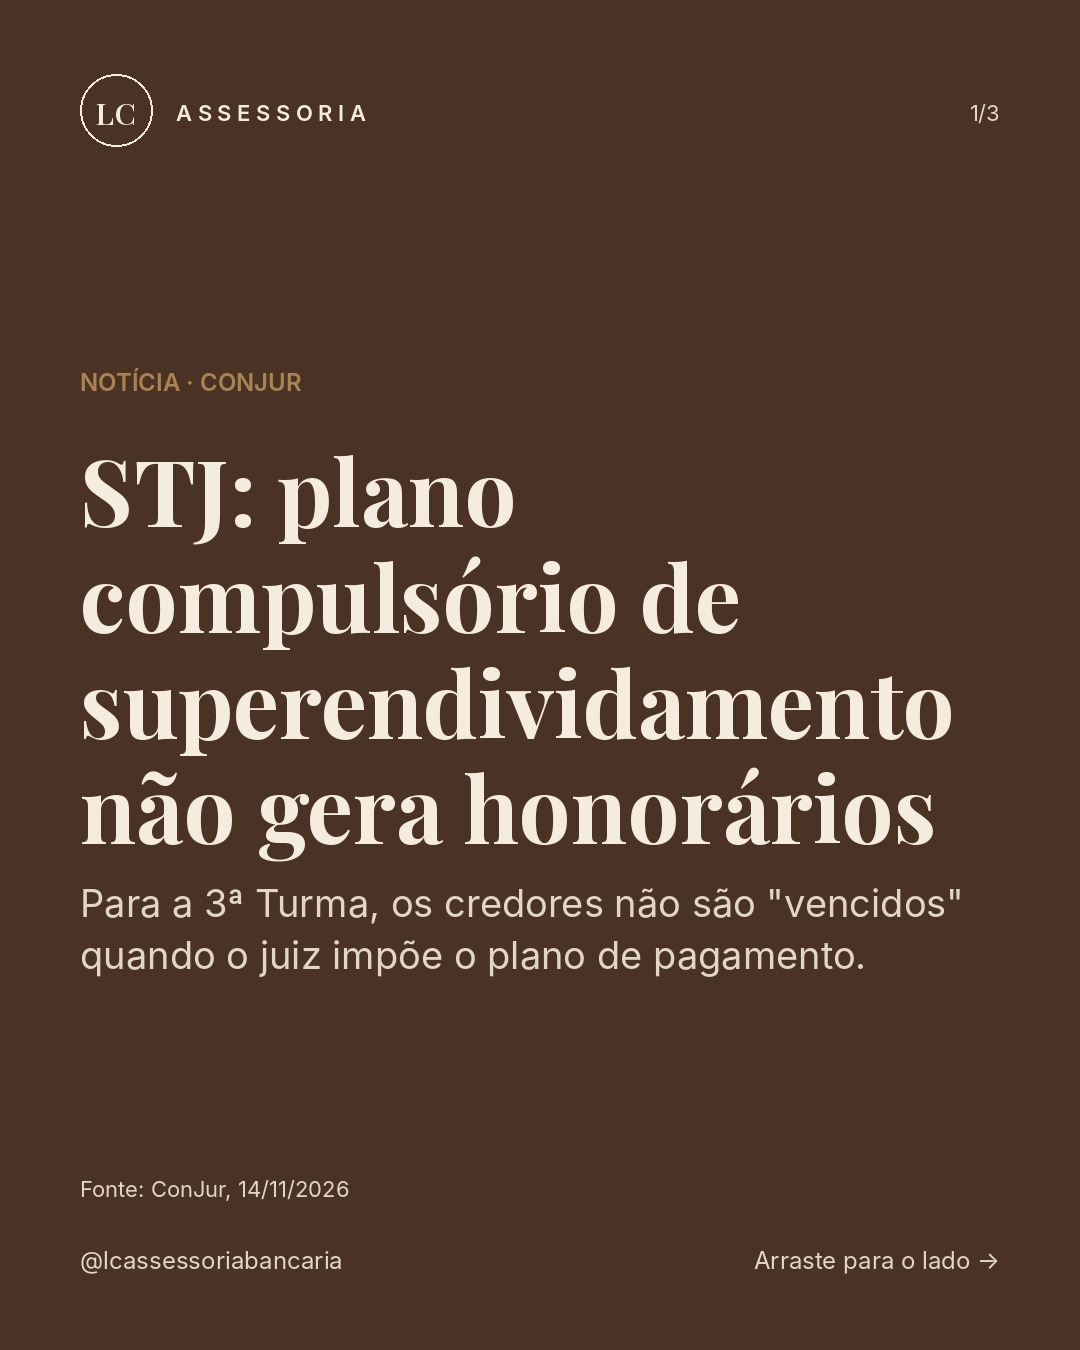 LC ASSESSORIA 1/3
NOTÍCIA · CONJUR
STJ: plano
compulsório de
superendividamento
não gera honorários
Para a 3ª Turma, os credores não são "vencidos"
quando o juiz impõe o plano de pagamento.
Fonte: ConJur, 14/11/2026
@lcassessoriabancaria Arraste para o lado →